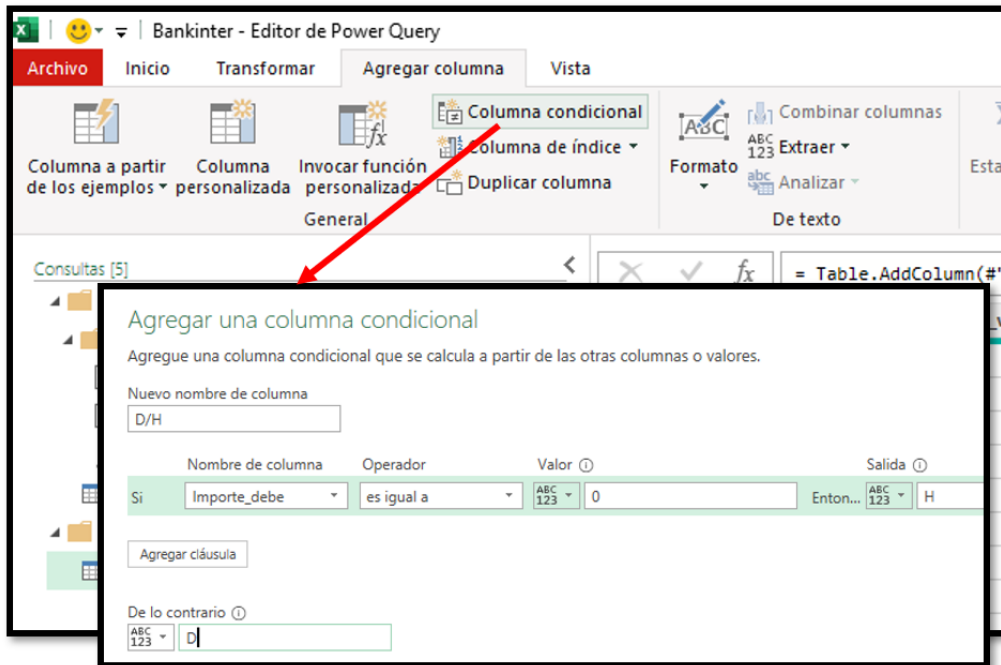 Bankinter - Editor de Power Query
Archivo Inicio Transformar Agregar columna Vista
Columna a partir de los ejemplos
Columna personalizada
Invocar función personalizada
Columna condicional
Columna de índice
Duplicar columna
General
Formato
Combinar columnas
ABC 123 Extraer
abc Analizar
De texto
Esta
Consultas [5]
fx = Table.AddColumn(#"
Agregar una columna condicional
Agregue una columna condicional que se calcula a partir de las otras columnas o valores.
Nuevo nombre de columna
D/H
Nombre de columna Operador Valor Salida
Si Importe_debe es igual a ABC 123 0 Enton... ABC 123 H
Agregar cláusula
De lo contrario
ABC 123 D